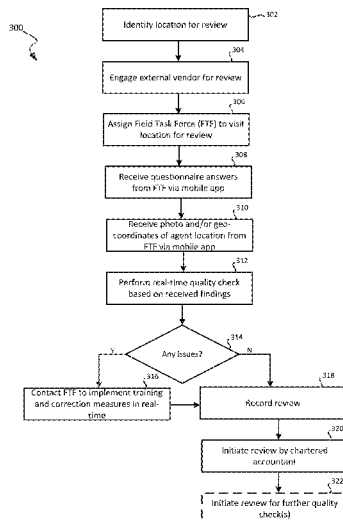 300
302
Identify location for review
304
Engage external vendor for review
306
Assign Field Task Force (FTF) to visit
location for review
308
Receive questionnaire answers
from FTF via mobile app
310
Receive photo and/or geo-
coordinates of agent location from
FTF via mobile app
312
Perform real-time quality check
based on received findings
314
Any issues?
Y
N
316
Contact FTF to implement training
and correction measures in real-
time
318
Record review
320
Initiate review by chartered
accountant
322
Initiate review for further quality
check(s)